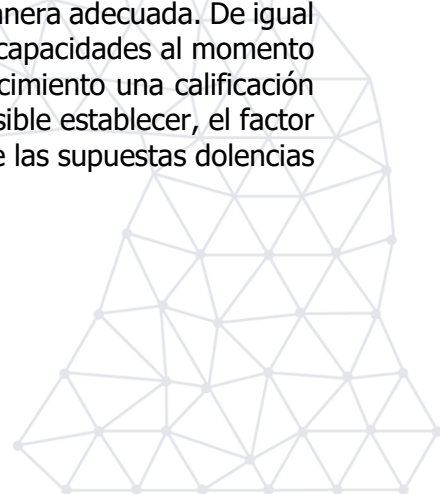 nera adecuada. De igual
capacidades al momento
cimiento una calificación
sible establecer, el factor
e las supuestas dolencias